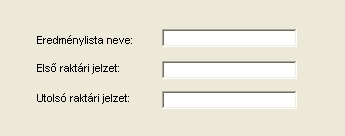 Eredménylista neve:
Első raktári jelzet:
Utolsó raktári jelzet: